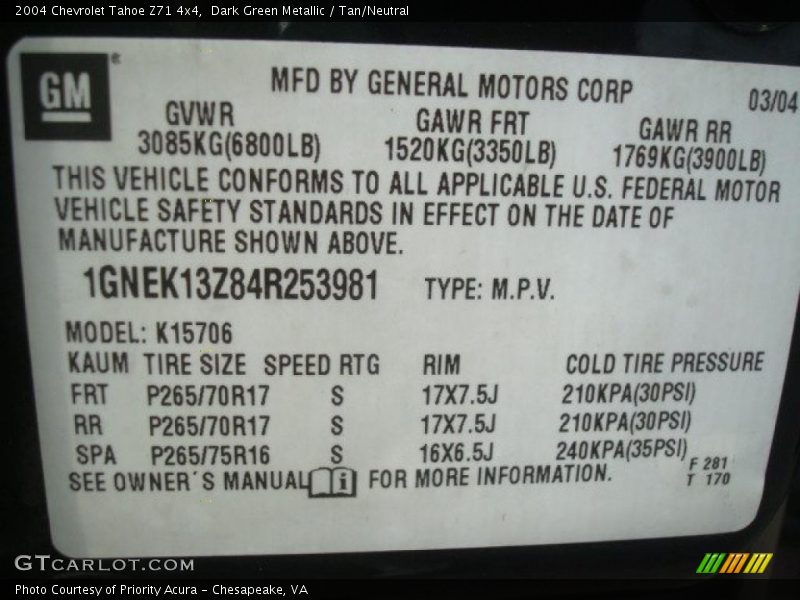 2004 Chevrolet Tahoe Z71 4x4,  Dark Green Metallic / Tan/Neutral
GM®
MFD BY GENERAL MOTORS CORP
03/04
GVWR GAWR FRT GAWR RR
3085KG(6800LB) 1520KG(3350LB) 1769KG(3900LB)
THIS VEHICLE CONFORMS TO ALL APPLICABLE U.S. FEDERAL MOTOR
VEHICLE SAFETY STANDARDS IN EFFECT ON THE DATE OF
MANUFACTURE SHOWN ABOVE.
1GNEK13Z84R253981 TYPE: M.P.V.
MODEL: K15706
KAUM TIRE SIZE SPEED RTG RIM COLD TIRE PRESSURE
FRT P265/70R17 S 17X7.5J 210KPA(30PSI)
RR P265/70R17 S 17X7.5J 210KPA(30PSI)
SPA P265/75R16 S 16X6.5J 240KPA(35PSI)
SEE OWNER'S MANUAL i FOR MORE INFORMATION.
F 281
T 170
GTCARLOT.COM
Photo Courtesy of Priority Acura – Chesapeake, VA